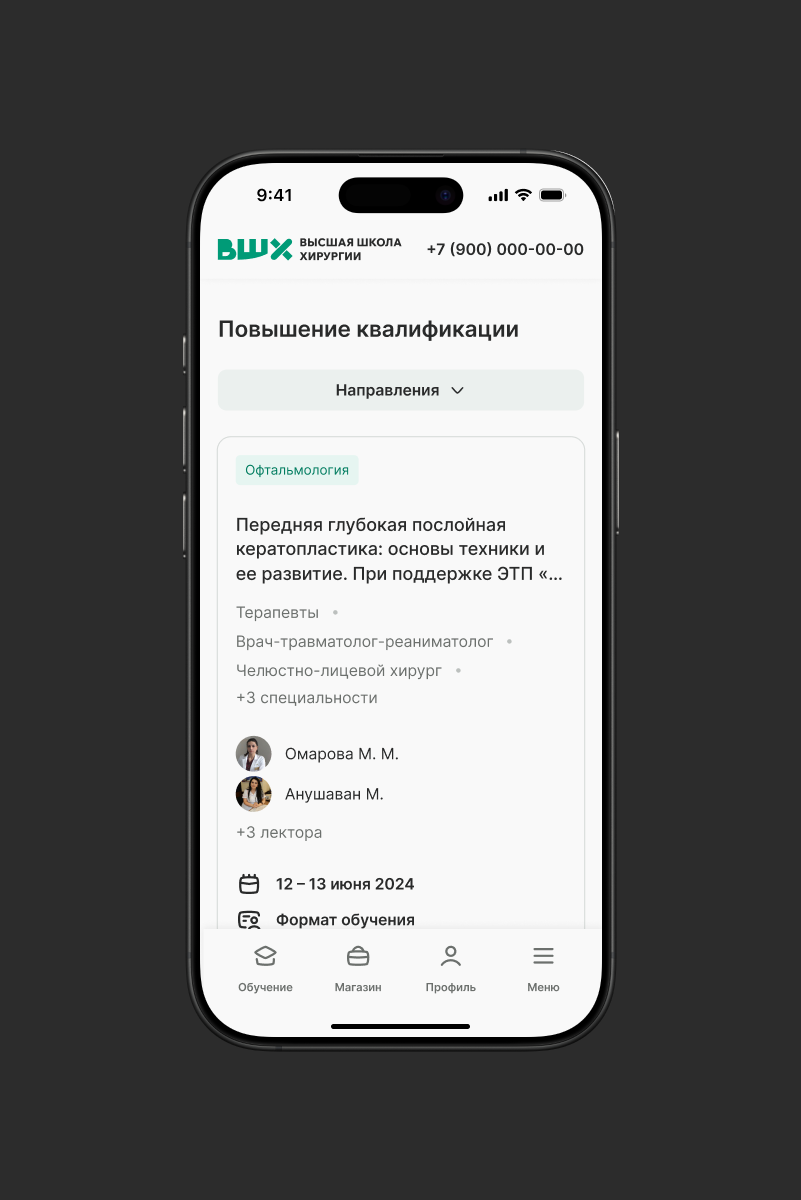 9:41
ВШХ ВЫСШАЯ ШКОЛА
ХИРУРГИИ
+7 (900) 000-00-00
Повышение квалификации
Направления
Офтальмология
Передняя глубокая послойная
кератопластика: основы техники и
ее развитие. При поддержке ЭТП «...
Терапевты •
Врач-травматолог-реаниматолог •
Челюстно-лицевой хирург •
+3 специальности
Омарова М. М.
Анушаван М.
+3 лектора
12 – 13 июня 2024
Формат обучения
Обучение Магазин Профиль Меню